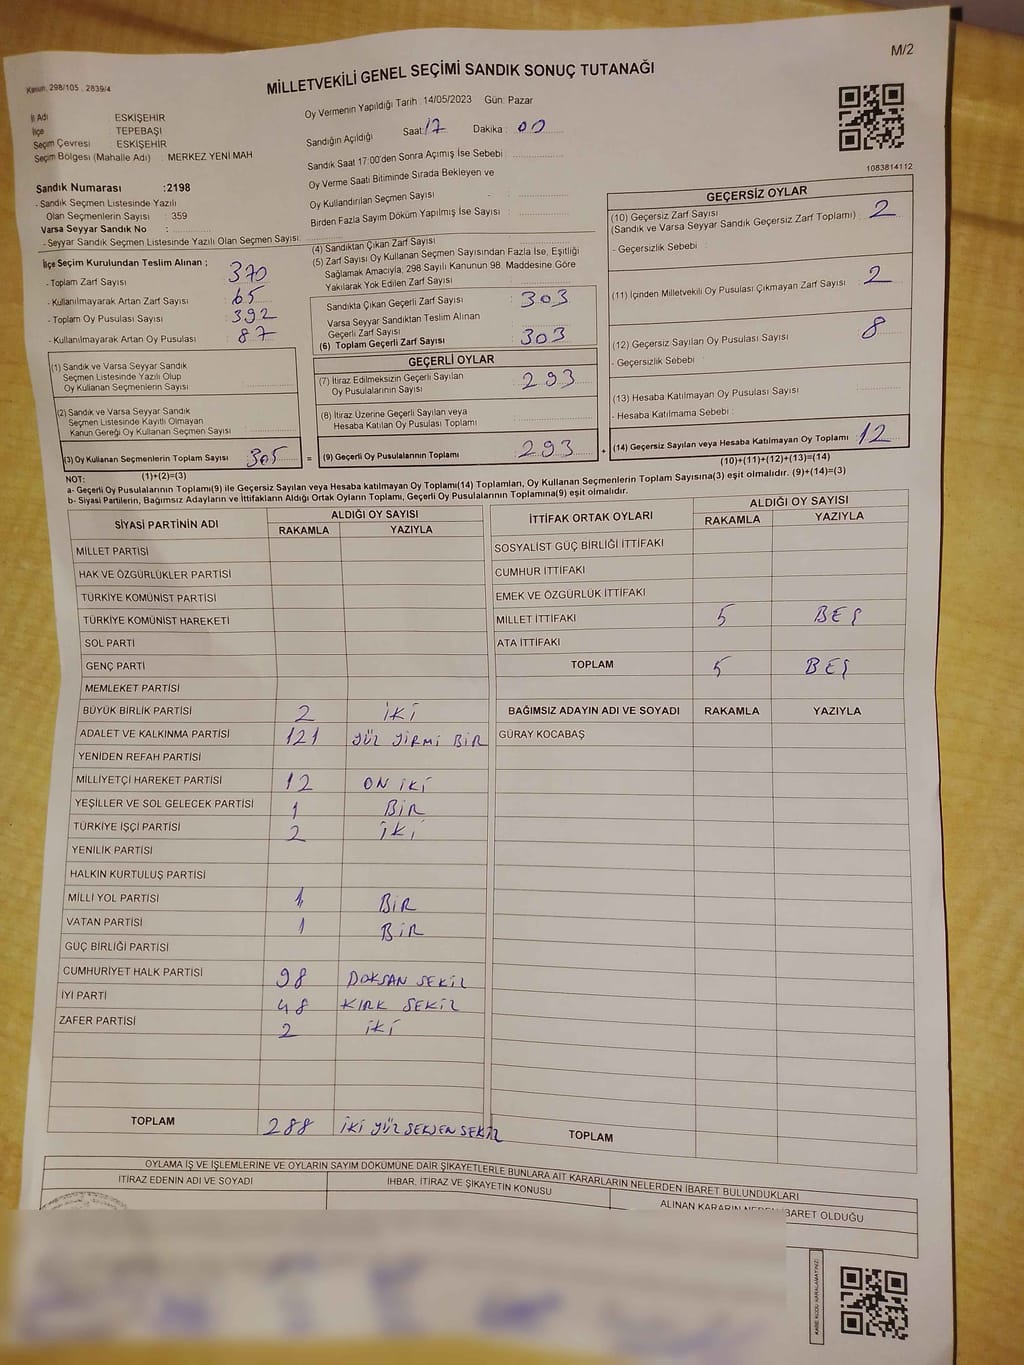 M/2
Kanun: 298/105 , 2839/4
MİLLETVEKİLİ GENEL SEÇİMİ SANDIK SONUÇ TUTANAĞI
İl Adı ESKİŞEHİR
İlçe TEPEBAŞI
Seçim Çevresi ESKİŞEHİR
Seçim Bölgesi (Mahalle Adı) : MERKEZ YENİ MAH
Sandık Numarası :2198
- Sandık Seçmen Listesinde Yazılı
Olan Seçmenlerin Sayısı : 359
Varsa Seyyar Sandık No :
- Seyyar Sandık Seçmen Listesinde Yazılı Olan Seçmen Sayısı:
Oy Vermenin Yapıldığı Tarih : 14/05/2023 Gün: Pazar
Sandığın Açıldığı Saat: 17 Dakika : 00
Sandık Saat 17:00'den Sonra Açımış İse Sebebi :
Oy Verme Saati Bitiminde Sırada Bekleyen ve
Oy Kullandırılan Seçmen Sayısı :
Birden Fazla Sayım Döküm Yapılmış İse Sayısı :
1083814112
İlçe Seçim Kurulundan Teslim Alınan ;
- Toplam Zarf Sayısı : 370
- Kullanılmayarak Artan Zarf Sayısı : 65
- Toplam Oy Pusulası Sayısı : 392
- Kullanılmayarak Artan Oy Pusulası : 87
(1) Sandık ve Varsa Seyyar Sandık
Seçmen Listesinde Yazılı Olup
Oy Kullanan Seçmenlerin Sayısı :
(2) Sandık ve Varsa Seyyar Sandık
Seçmen Listesinde Kayıtlı Olmayan
Kanun Gereği Oy Kullanan Seçmen Sayısı :
(3) Oy Kullanan Seçmenlerin Toplam Sayısı : 305 =
(1)+(2)=(3)
(4) Sandıktan Çıkan Zarf Sayısı :
(5) Zarf Sayısı Oy Kullanan Seçmen Sayısından Fazla İse, Eşitliği
Sağlamak Amacıyla, 298 Sayılı Kanunun 98. Maddesine Göre
Yakılarak Yok Edilen Zarf Sayısı :
Sandıkta Çıkan Geçerli Zarf Sayısı : 303
Varsa Seyyar Sandıktan Teslim Alınan
Geçerli Zarf Sayısı :
(6) Toplam Geçerli Zarf Sayısı : 303
GEÇERLİ OYLAR
(7) İtiraz Edilmeksizin Geçerli Sayılan
Oy Pusulalarının Sayısı : 293
(8) İtiraz Üzerine Geçerli Sayılan veya
Hesaba Katılan Oy Pusulası Toplamı :
(9) Geçerli Oy Pusulalarının Toplamı : 293 +
GEÇERSİZ OYLAR
(10) Geçersiz Zarf Sayısı
(Sandık ve Varsa Seyyar Sandık Geçersiz Zarf Toplamı) : 2
- Geçersizlik Sebebi :
(11) İçinden Milletvekili Oy Pusulası Çıkmayan Zarf Sayısı : 2
(12) Geçersiz Sayılan Oy Pusulası Sayısı : 8
- Geçersizlik Sebebi :
(13) Hesaba Katılmayan Oy Pusulası Sayısı :
- Hesaba Katılmama Sebebi :
(14) Geçersiz Sayılan veya Hesaba Katılmayan Oy Toplamı : 12
(10)+(11)+(12)+(13)=(14)
NOT:
a- Geçerli Oy Pusulalarının Toplamı(9) ile Geçersiz Sayılan veya Hesaba Katılmayan Oy Toplamı(14) Toplamları, Oy Kullanan Seçmenlerin Toplam Sayısına(3) eşit olmalıdır. (9)+(14)=(3)
b- Siyasi Partilerin, Bağımsız Adayların ve İttifakların Aldığı Ortak Oyların Toplamı, Geçerli Oy Pusulalarının Toplamına(9) eşit olmalıdır.
SİYASİ PARTİNİN ADI ALDIĞI OY SAYISI
RAKAMLA YAZIYLA
MİLLET PARTİSİ
HAK VE ÖZGÜRLÜKLER PARTİSİ
TÜRKİYE KOMÜNİST PARTİSİ
TÜRKİYE KOMÜNİST HAREKETİ
SOL PARTİ
GENÇ PARTİ
MEMLEKET PARTİSİ
BÜYÜK BİRLİK PARTİSİ 2 İKİ
ADALET VE KALKINMA PARTİSİ 121 YÜZ YİRMİ BİR
YENİDEN REFAH PARTİSİ
MİLLİYETÇİ HAREKET PARTİSİ 12 ON İKİ
YEŞİLLER VE SOL GELECEK PARTİSİ 1 BİR
TÜRKİYE İŞÇİ PARTİSİ 2 İKİ
YENİLİK PARTİSİ
HALKIN KURTULUŞ PARTİSİ
MİLLİ YOL PARTİSİ 1 BİR
VATAN PARTİSİ 1 BİR
GÜÇ BİRLİĞİ PARTİSİ
CUMHURİYET HALK PARTİSİ 98 DOKSAN SEKİZ
İYİ PARTİ 48 KIRK SEKİZ
ZAFER PARTİSİ 2 İKİ
TOPLAM 288 İKİ YÜZ SEKSEN SEKİZ
İTTİFAK ORTAK OYLARI ALDIĞI OY SAYISI
RAKAMLA YAZIYLA
SOSYALİST GÜÇ BİRLİĞİ İTTİFAKI
CUMHUR İTTİFAKI
EMEK VE ÖZGÜRLÜK İTTİFAKI
MİLLET İTTİFAKI 5 BEŞ
ATA İTTİFAKI
TOPLAM 5 BEŞ
BAĞIMSIZ ADAYIN ADI VE SOYADI RAKAMLA YAZIYLA
GÜRAY KOCABAŞ
TOPLAM
OYLAMA İŞ VE İŞLEMLERİNE VE OYLARIN SAYIM DÖKÜMÜNE DAİR ŞİKAYETLERLE BUNLARA AİT KARARLARIN NELERDEN İBARET BULUNDUKLARI
İTİRAZ EDENİN ADI VE SOYADI
İHBAR, İTİRAZ VE ŞİKAYETİN KONUSU
ALINAN KARARIN NEDEN İBARET OLDUĞU
KARE KODU KARALAMAYINIZ!